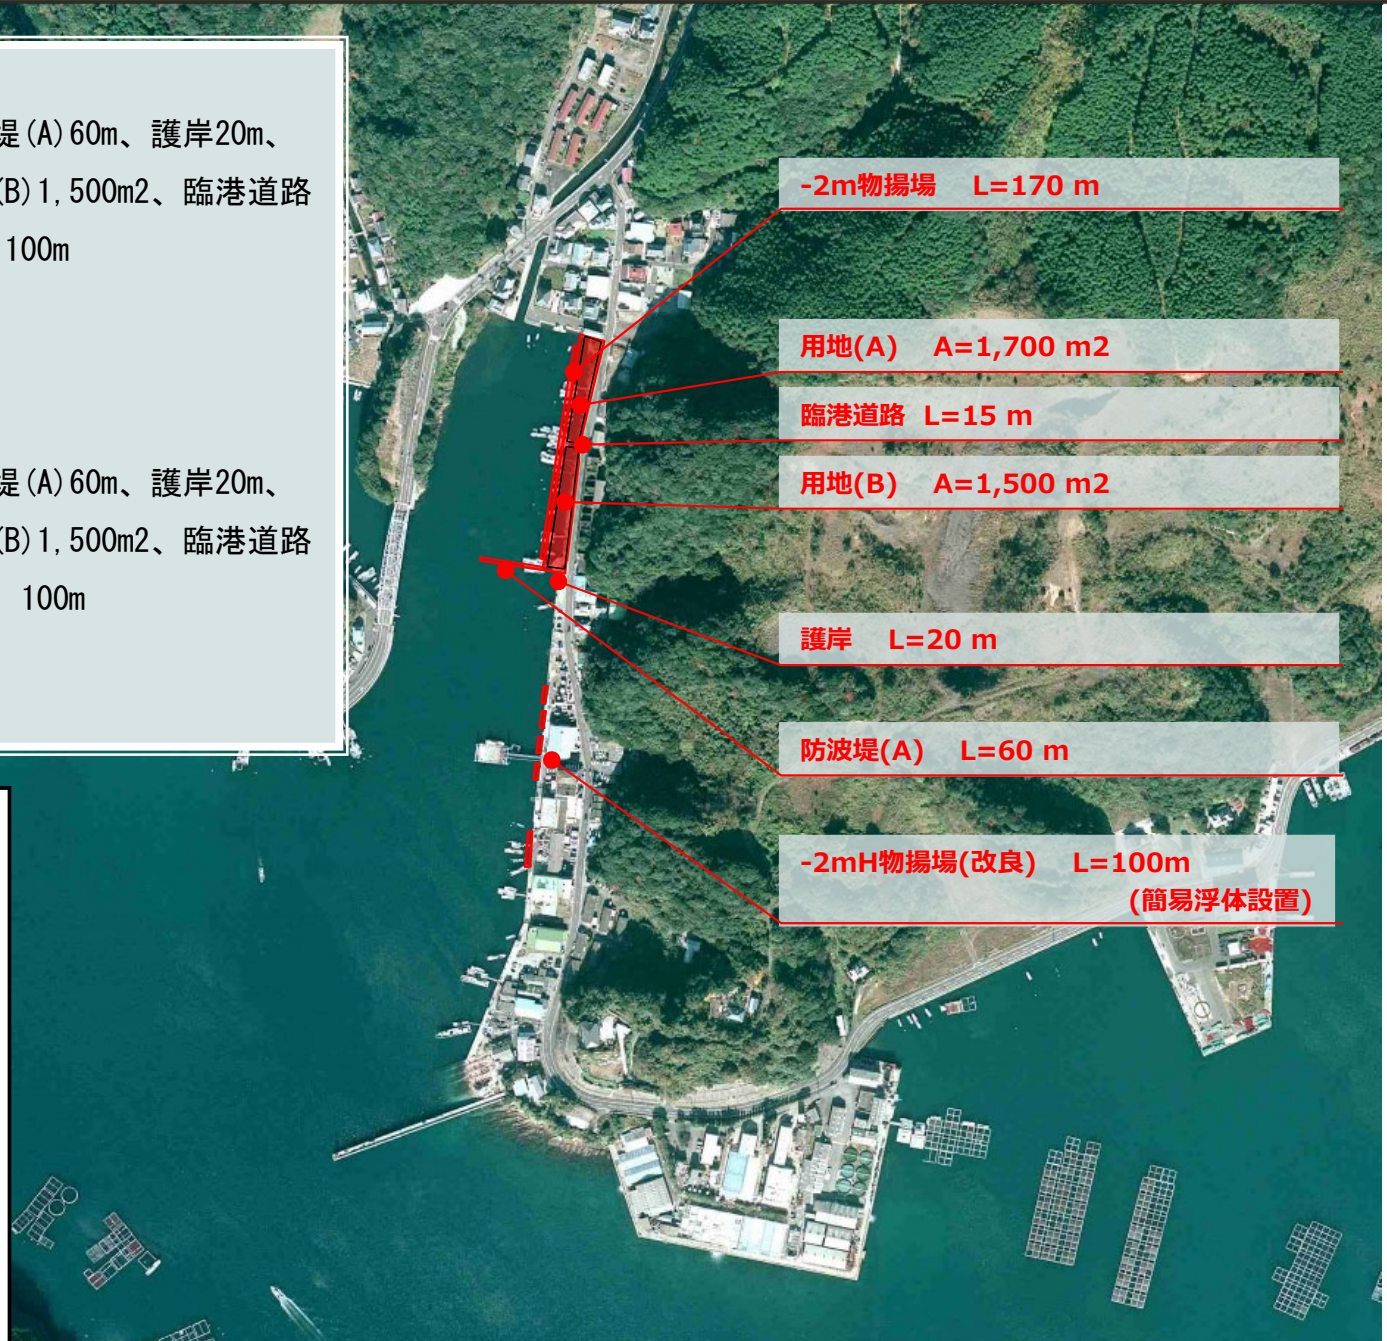 堤(A)60m、護岸20m、
(B)1,500m2、臨港道路
100m
堤(A)60m、護岸20m、
(B)1,500m2、臨港道路
100m
-2m物揚場 L=170 m
用地(A) A=1,700 m2
臨港道路 L=15 m
用地(B) A=1,500 m2
護岸 L=20 m
防波堤(A) L=60 m
-2mH物揚場(改良) L=100m
(簡易浮体設置)